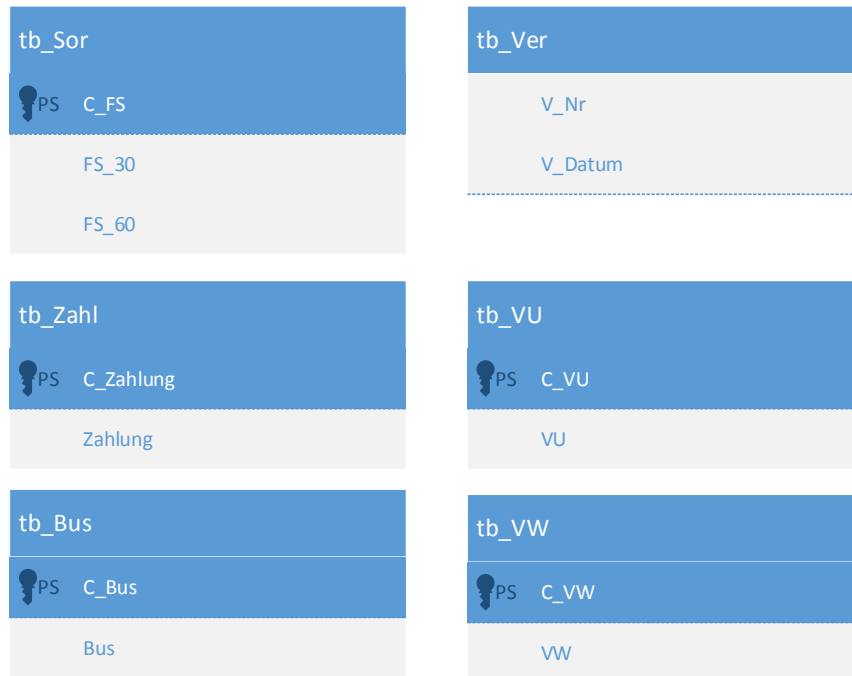 tb_Sor
PS C_FS
FS_30
FS_60
tb_Ver
V_Nr
V_Datum
tb_Zahl
PS C_Zahlung
Zahlung
tb_VU
PS C_VU
VU
tb_Bus
PS C_Bus
Bus
tb_VW
PS C_VW
VW